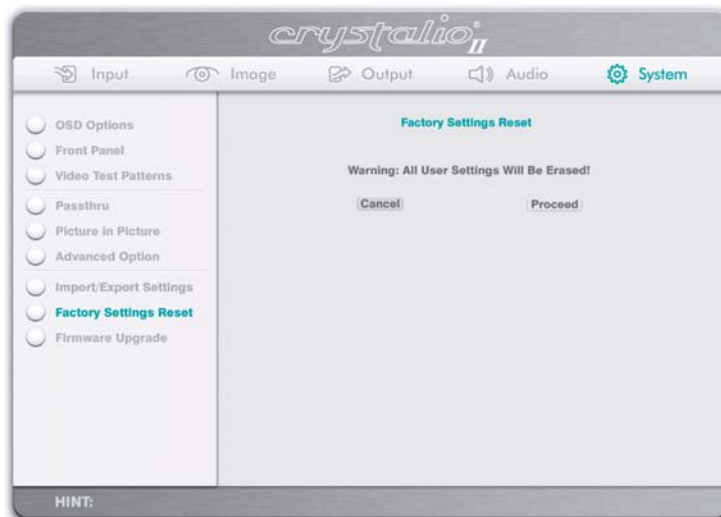 crystalio® II
Input Image Output Audio System
OSD Options
Front Panel
Video Test Patterns
Passthru
Picture in Picture
Advanced Option
Import/Export Settings
Factory Settings Reset
Firmware Upgrade
Factory Settings Reset
Warning: All User Settings Will Be Erased!
Cancel Proceed
HINT: